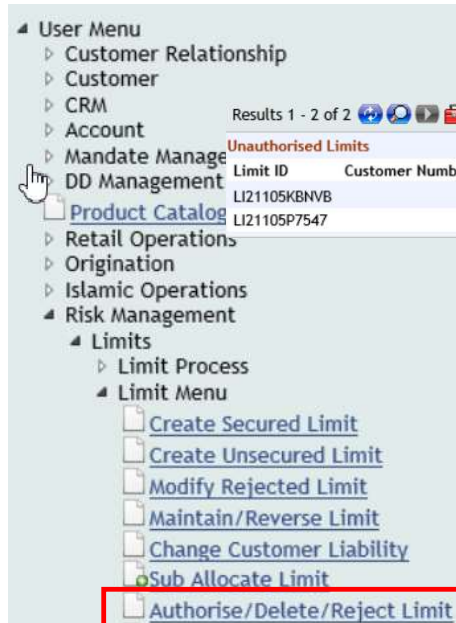 User Menu
Customer Relationship
Customer
CRM
Account
Mandate Manage
DD Management
Product Catalog
Results 1 - 2 of 2
Unauthorised Limits
Limit ID Customer Numb
LI21105KBNVB
LI21105P7547
Retail Operations
Origination
Islamic Operations
Risk Management
Limits
Limit Process
Limit Menu
Create Secured Limit
Create Unsecured Limit
Modify Rejected Limit
Maintain/Reverse Limit
Change Customer Liability
Sub Allocate Limit
Authorise/Delete/Reject Limit